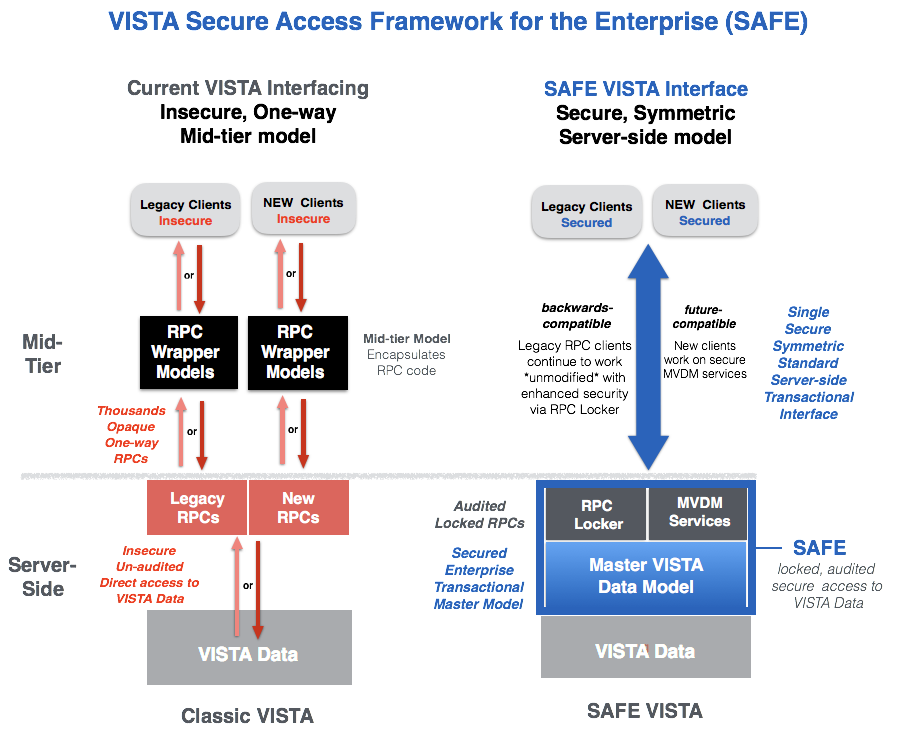 VISTA Secure Access Framework for the Enterprise (SAFE)
Current VISTA Interfacing
Insecure, One-way
Mid-tier model
Legacy Clients
Insecure
NEW Clients
Insecure
or
or
Mid-
Tier
RPC
Wrapper
Models
RPC
Wrapper
Models
Mid-tier Model
Encapsulates
RPC code
Thousands
Opaque
One-way
RPCs
or
or
Server-
Side
Legacy
RPCs
New
RPCs
Insecure
Un-audited
Direct access to
VISTA Data
or
VISTA Data
Classic VISTA
SAFE VISTA Interface
Secure, Symmetric
Server-side model
Legacy Clients
Secured
NEW Clients
Secured
backwards-
compatible
Legacy RPC clients
continue to work
*unmodified* with
enhanced security
via RPC Locker
future-
compatible
New clients
work on secure
MVDM services
Single
Secure
Symmetric
Standard
Server-side
Transactional
Interface
Audited
Locked RPCs
Secured
Enterprise
Transactional
Master Model
RPC
Locker
MVDM
Services
Master VISTA
Data Model
SAFE
locked, audited
secure access to
VISTA Data
VISTA Data
SAFE VISTA